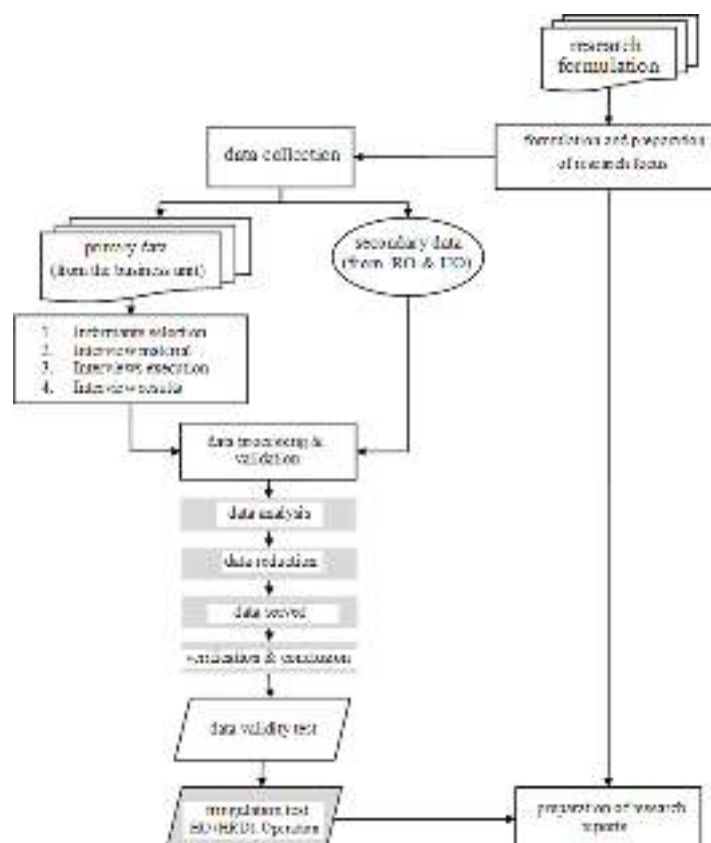 research
formulation
formulation and preparation
of research focus
data collection
primary data
(from the business unit)
secondary data
(from RO &
1. Informants selection
2. Interview material
3. Interviews execution
4. Interview results
data processing &
validation
data analysis
data reduction
data served
verification & conclusion
data validity test
triangulation test
HO (HRD), Operation
preparation of research
reports